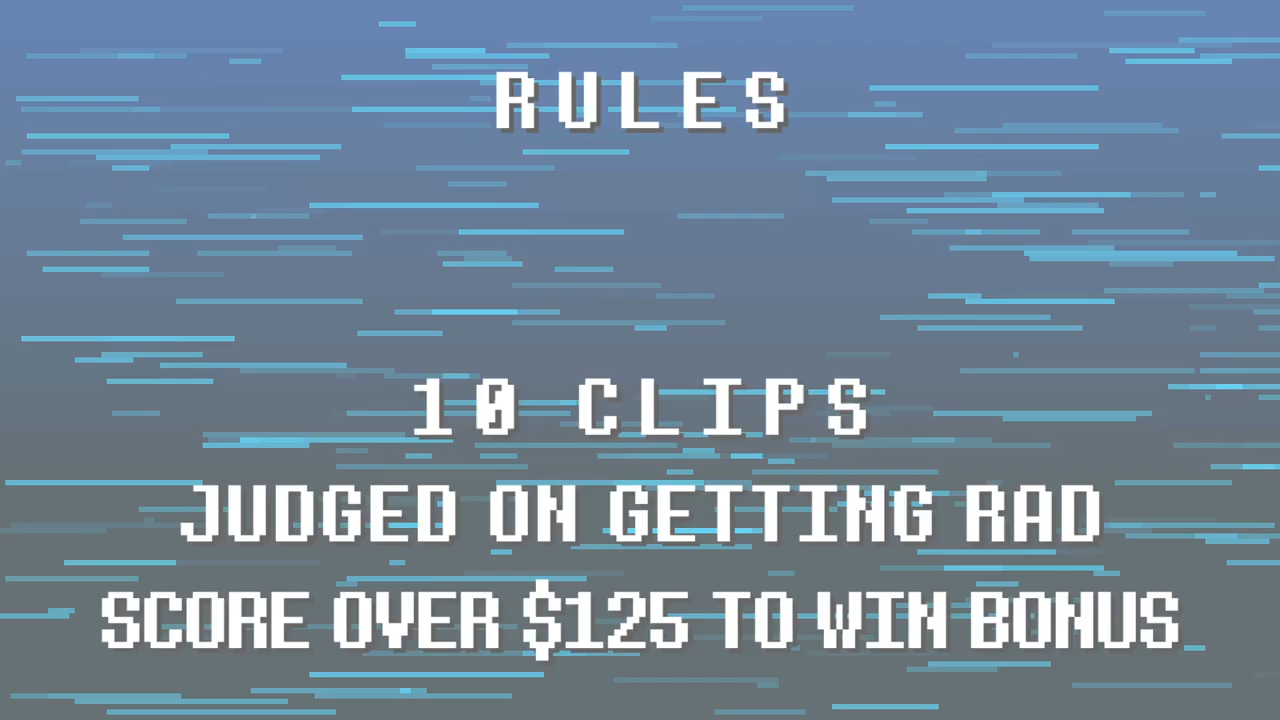 RULES
10 CLIPS
JUDGED ON GETTING RAD
SCORE OVER $125 TO WIN BONUS